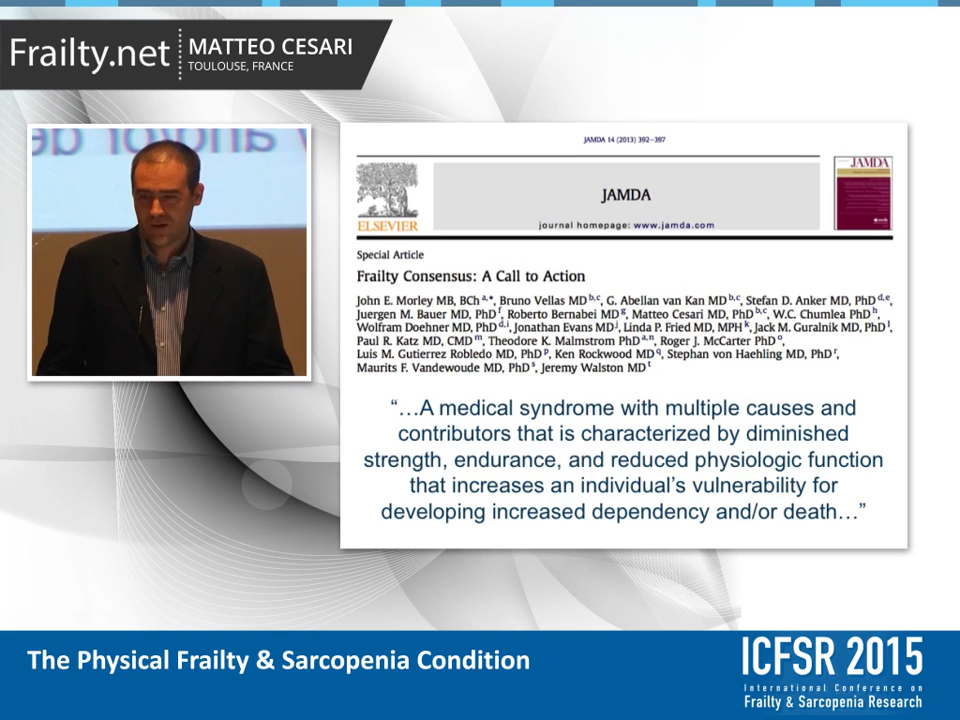 Frailty.net
MATTEO CESARI
TOULOUSE, FRANCE
JAMDA 14 (2013) 392–397
ELSEVIER
JAMDA
journal homepage: www.jamda.com
JAMDA
Special Article
Frailty Consensus: A Call to Action
John E. Morley MB, BCh a,*, Bruno Vellas MD b,c, G. Abellan van Kan MD b,c, Stefan D. Anker MD, PhD d,e,
Juergen M. Bauer MD, PhD f, Roberto Bernabei MD g, Matteo Cesari MD, PhD b,c, W.C. Chumlea PhD h,
Wolfram Doehner MD, PhD d,i, Jonathan Evans MD j, Linda P. Fried MD, MPH k, Jack M. Guralnik MD, PhD l,
Paul R. Katz MD, CMD m, Theodore K. Malmstrom PhD a,n, Roger J. McCarter PhD o,
Luis M. Gutierrez Robledo MD, PhD p, Ken Rockwood MD q, Stephan von Haehling MD, PhD r,
Maurits F. Vandewoude MD, PhD s, Jeremy Walston MD t
“…A medical syndrome with multiple causes and
contributors that is characterized by diminished
strength, endurance, and reduced physiologic function
that increases an individual’s vulnerability for
developing increased dependency and/or death…”
The Physical Frailty & Sarcopenia Condition
ICFSR 2015
International Conference on
Frailty & Sarcopenia Research